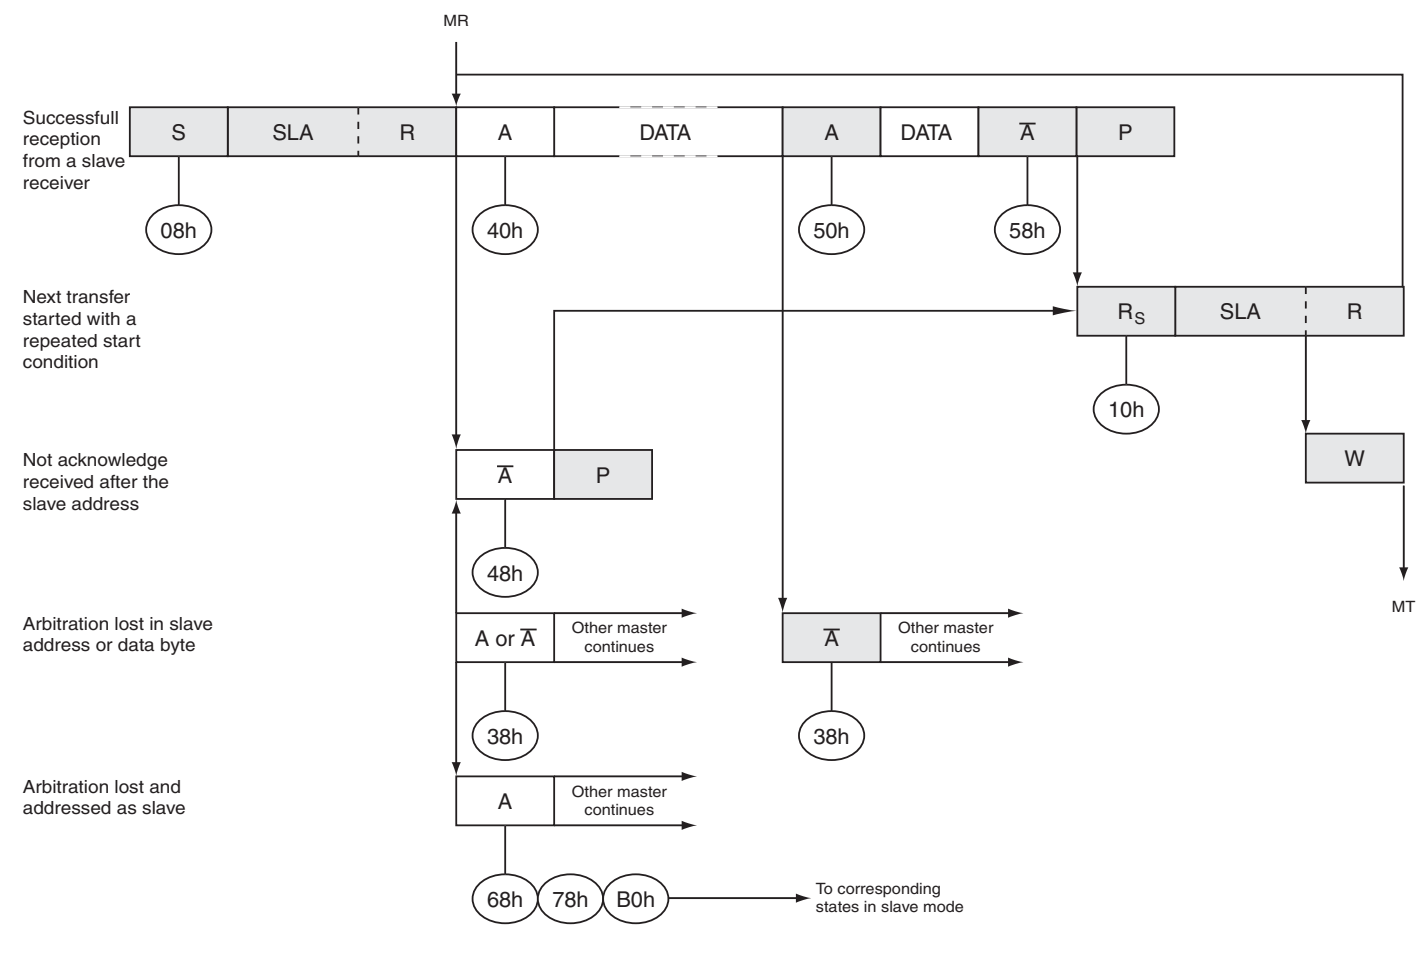 MR
Successfull
reception
from a slave
receiver
S SLA R A DATA A DATA A̅ P
08h 40h 50h 58h
Next transfer
started with a
repeated start
condition
RS SLA R
10h
Not acknowledge
received after the
slave address
A̅ P
W
48h
MT
Arbitration lost in slave
address or data byte
A or A̅
Other master
continues
A̅
Other master
continues
38h 38h
Arbitration lost and
addressed as slave
A
Other master
continues
68h 78h B0h
To corresponding
states in slave mode